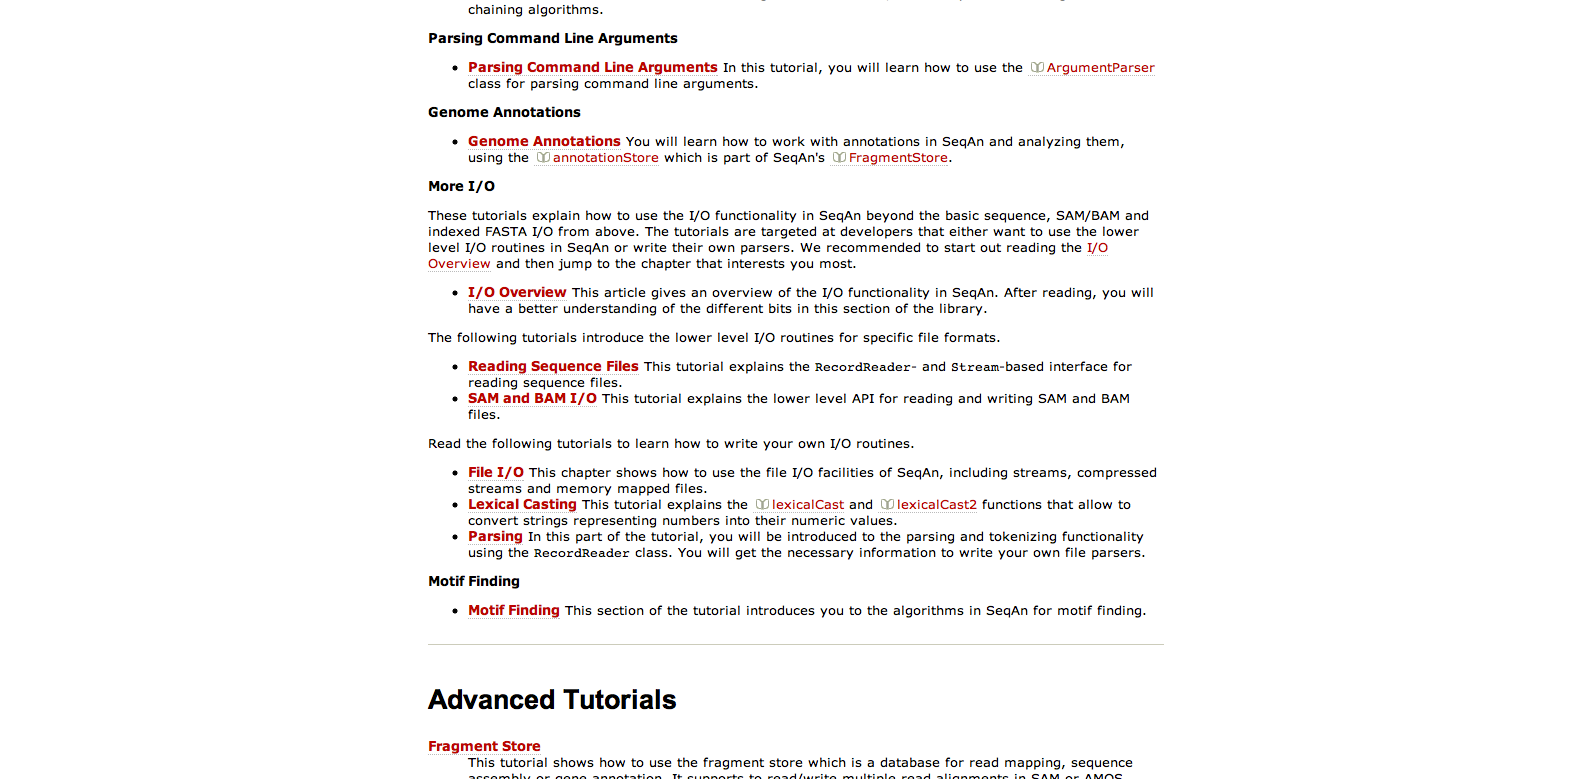 chaining algorithms.
Parsing Command Line Arguments
• Parsing Command Line Arguments In this tutorial, you will learn how to use the ArgumentParser
class for parsing command line arguments.
Genome Annotations
• Genome Annotations You will learn how to work with annotations in SeqAn and analyzing them,
using the annotationStore which is part of SeqAn's FragmentStore.
More I/O
These tutorials explain how to use the I/O functionality in SeqAn beyond the basic sequence, SAM/BAM and
indexed FASTA I/O from above. The tutorials are targeted at developers that either want to use the lower
level I/O routines in SeqAn or write their own parsers. We recommended to start out reading the I/O
Overview and then jump to the chapter that interests you most.
• I/O Overview This article gives an overview of the I/O functionality in SeqAn. After reading, you will
have a better understanding of the different bits in this section of the library.
The following tutorials introduce the lower level I/O routines for specific file formats.
• Reading Sequence Files This tutorial explains the RecordReader- and Stream-based interface for
reading sequence files.
• SAM and BAM I/O This tutorial explains the lower level API for reading and writing SAM and BAM
files.
Read the following tutorials to learn how to write your own I/O routines.
• File I/O This chapter shows how to use the file I/O facilities of SeqAn, including streams, compressed
streams and memory mapped files.
• Lexical Casting This tutorial explains the lexicalCast and lexicalCast2 functions that allow to
convert strings representing numbers into their numeric values.
• Parsing In this part of the tutorial, you will be introduced to the parsing and tokenizing functionality
using the RecordReader class. You will get the necessary information to write your own file parsers.
Motif Finding
• Motif Finding This section of the tutorial introduces you to the algorithms in SeqAn for motif finding.
Advanced Tutorials
Fragment Store
This tutorial shows how to use the fragment store which is a database for read mapping, sequence
assembly or gene annotation. It supports to read/write multiple read alignments in SAM or AMOS